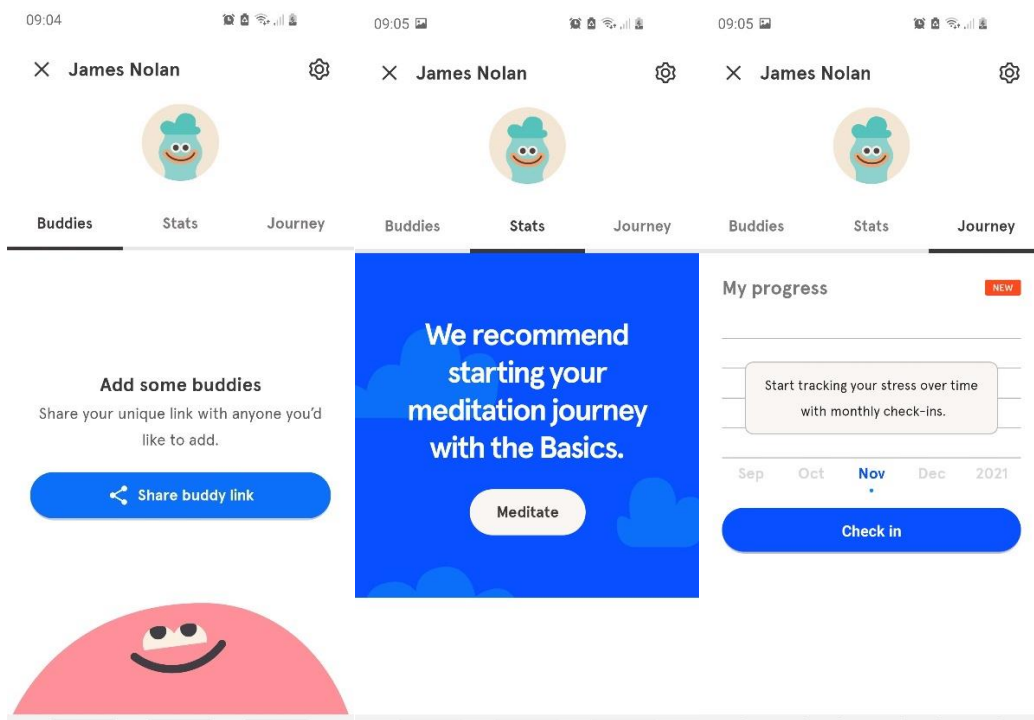 09:04
James Nolan
Buddies Stats Journey
Add some buddies
Share your unique link with anyone you'd
like to add.
Share buddy link
09:05
James Nolan
Buddies Stats Journey
We recommend
starting your
meditation journey
with the Basics.
Meditate
09:05
James Nolan
Buddies Stats Journey
My progress NEW
Start tracking your stress over time
with monthly check-ins.
Sep Oct Nov Dec 2021
Check in